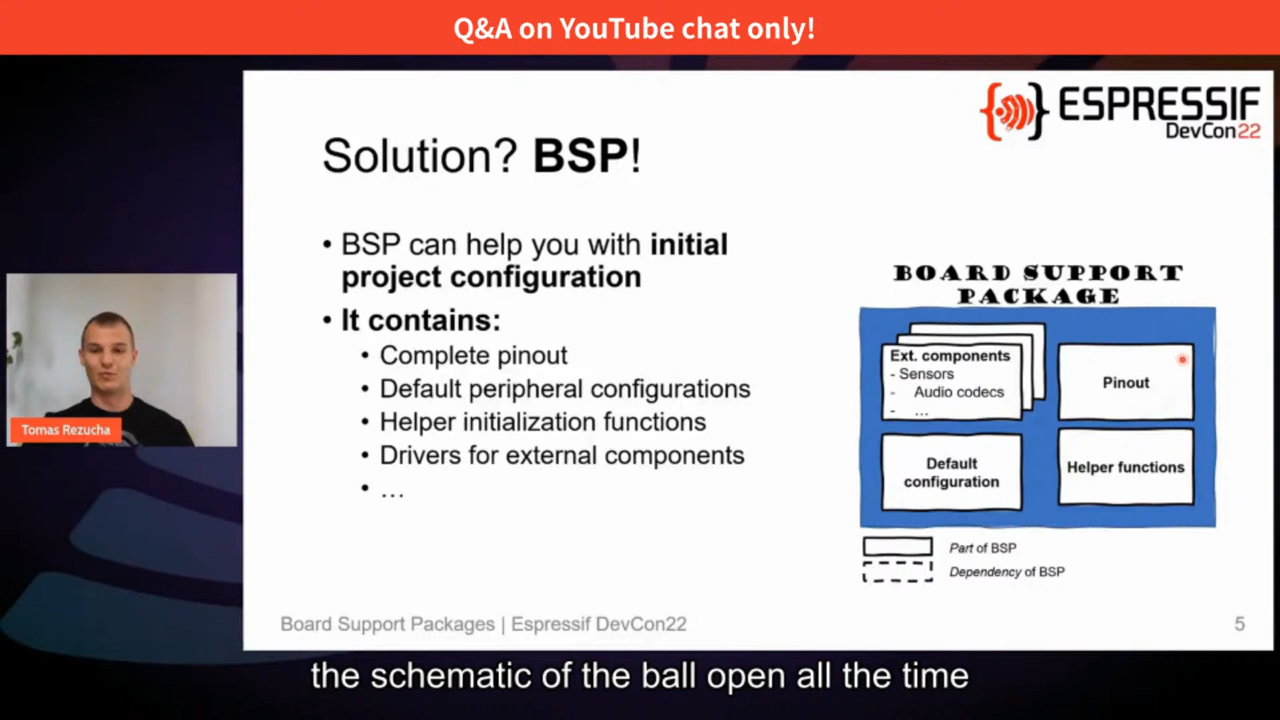 Q&A on YouTube chat only!
ESPRESSIF
DevCon22
Solution? BSP!
• BSP can help you with initial
project configuration
• It contains:
• Complete pinout
• Default peripheral configurations
• Helper initialization functions
• Drivers for external components
• ...
BOARD SUPPORT
PACKAGE
Ext. components
- Sensors
- Audio codecs
- ...
Pinout
Default
configuration
Helper functions
Part of BSP
Dependency of BSP
Tomas Rezucha
Board Support Packages | Espressif DevCon22
5
the schematic of the ball open all the time